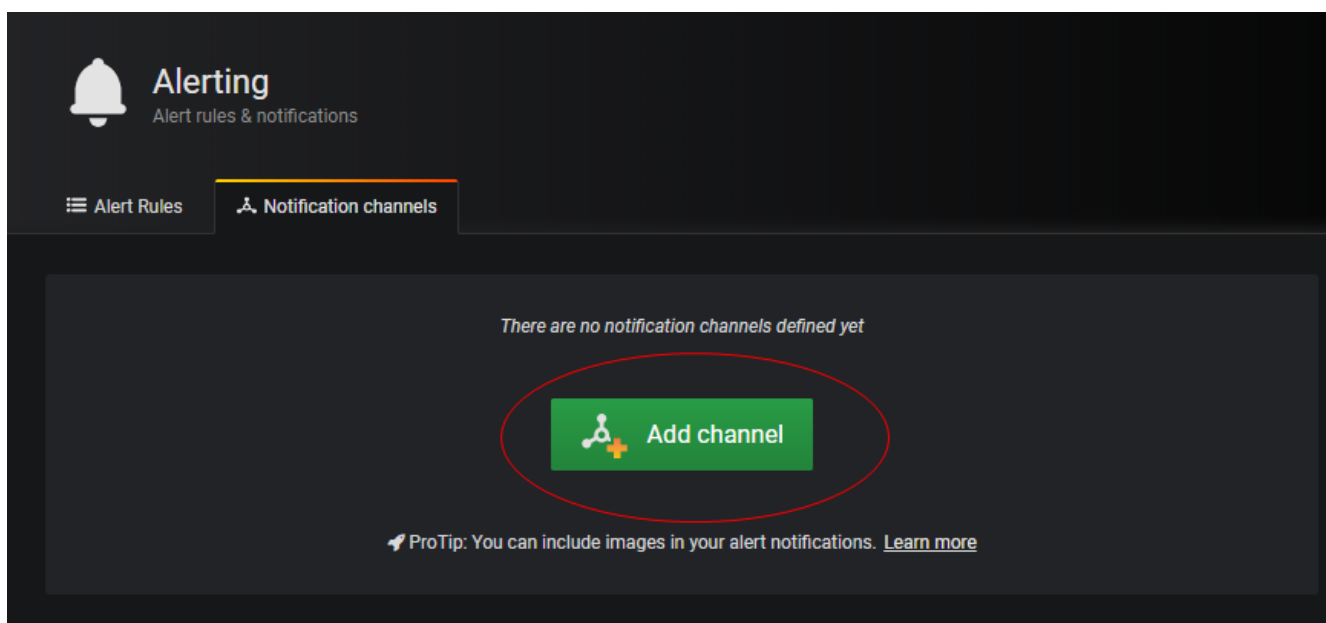 Alerting
Alert rules & notifications
Alert Rules
Notification channels
There are no notification channels defined yet
Add channel
ProTip: You can include images in your alert notifications. Learn more